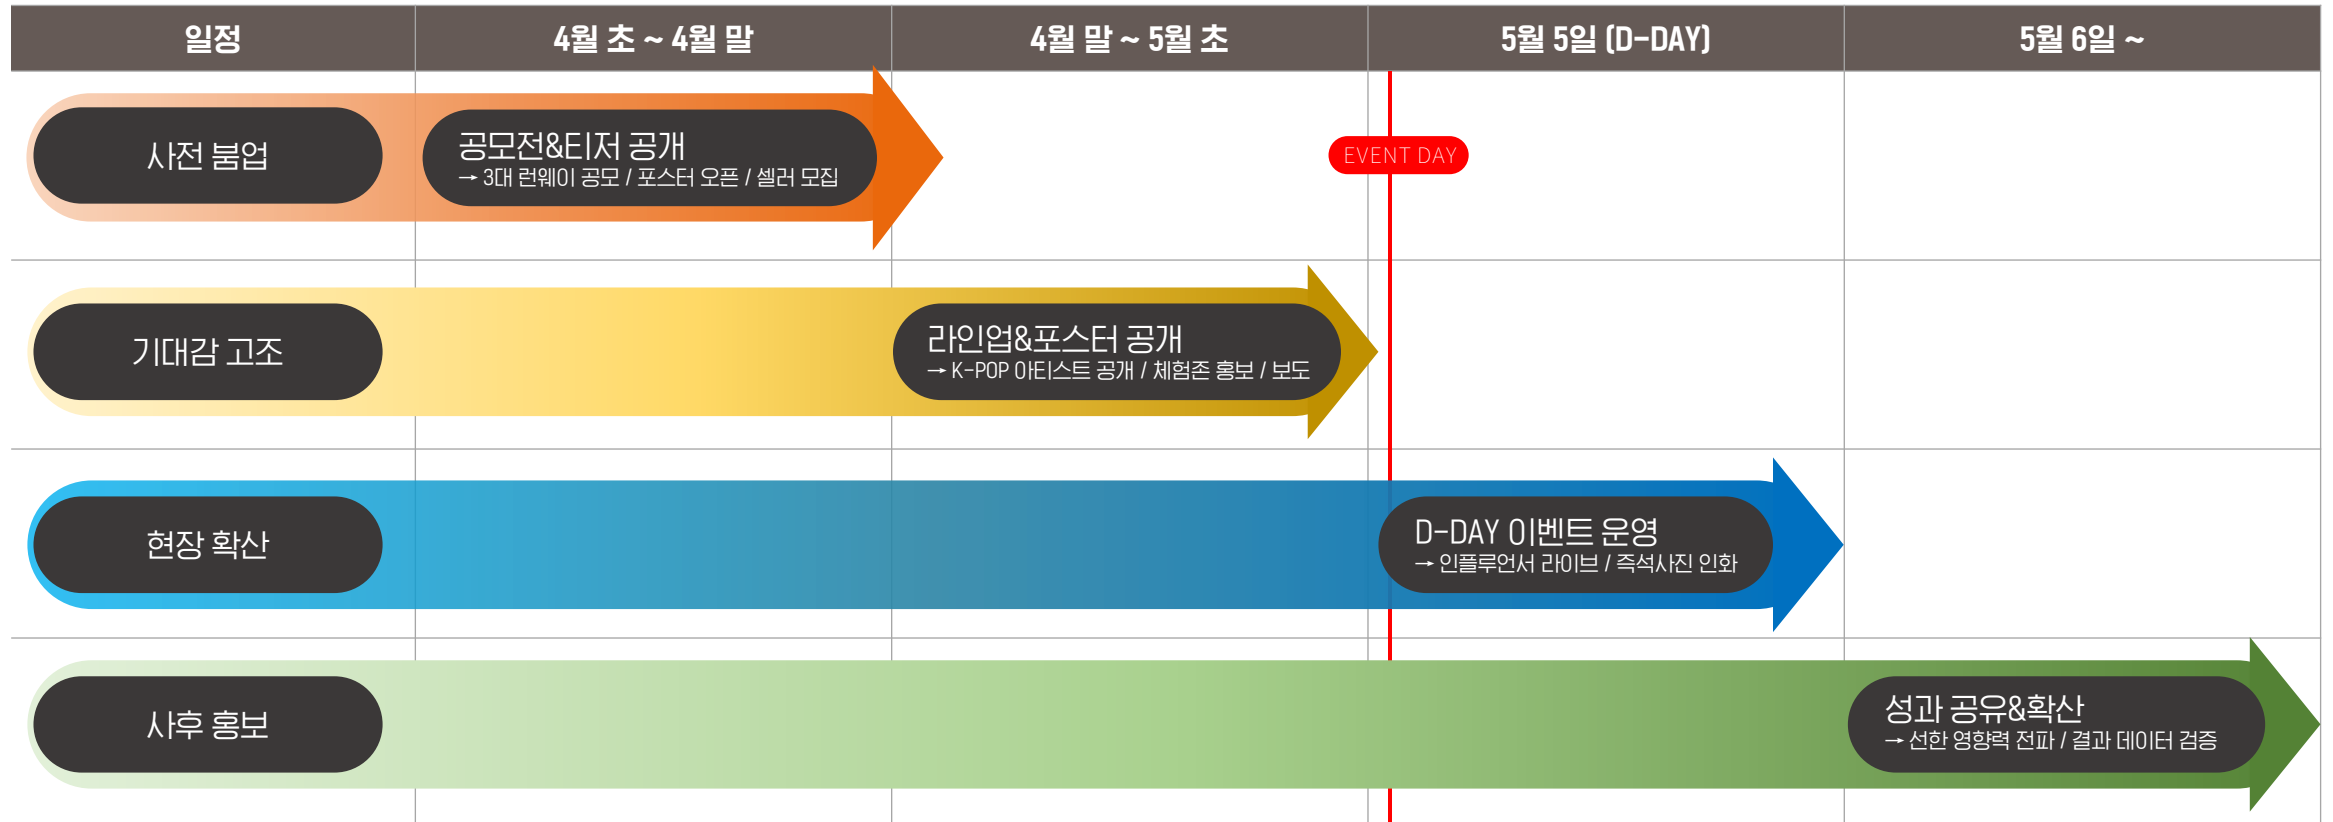 일정
4월 초 ~ 4월 말
4월 말 ~ 5월 초
5월 5일 (D-DAY)
5월 6일 ~
사전 붐업
공모전&티저 공개
→ 3대 런웨이 공모 / 포스터 오픈 / 셀러 모집
EVENT DAY
기대감 고조
라인업&포스터 공개
→ K-POP 아티스트 공개 / 체험존 홍보 / 보도
현장 확산
D-DAY 이벤트 운영
→ 인플루언서 라이브 / 즉석사진 인화
사후 홍보
성과 공유&확산
→ 선한 영향력 전파 / 결과 데이터 검증